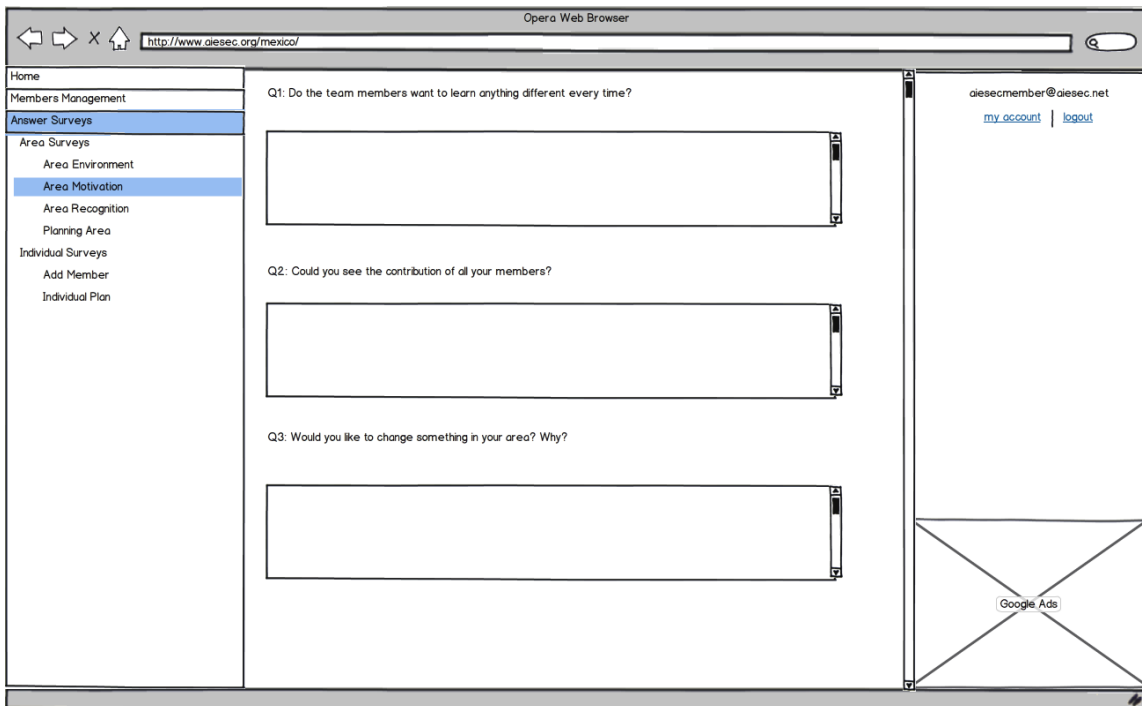 Opera Web Browser
http://www.aiesec.org/mexico/
Home
Members Management
Answer Surveys
Area Surveys
Area Environment
Area Motivation
Area Recognition
Planning Area
Individual Surveys
Add Member
Individual Plan
Q1: Do the team members want to learn anything different every time?
Q2: Could you see the contribution of all your members?
Q3: Would you like to change something in your area? Why?
aiesecmember@aiesec.net
my account | logout
Google Ads